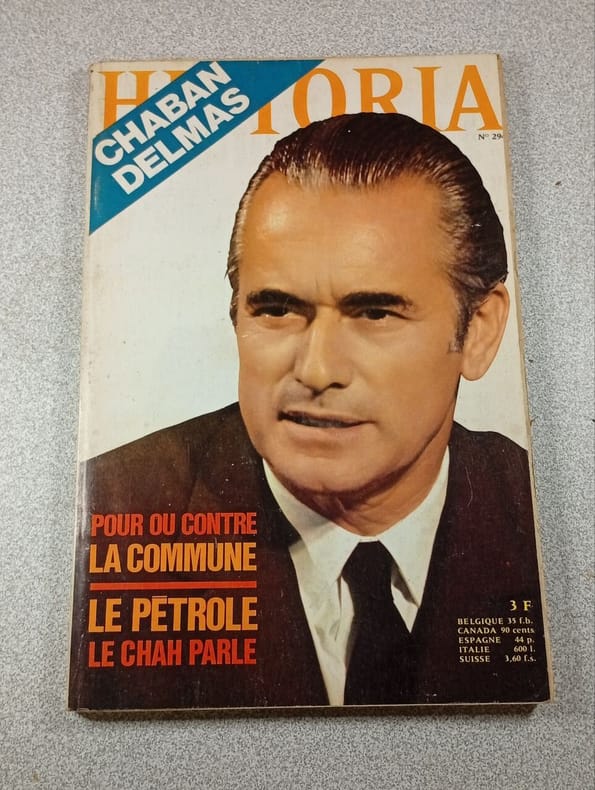 HISTORIA
CHABAN
DELMAS
N° 29
POUR OU CONTRE
LA COMMUNE
LE PÉTROLE
LE CHAH PARLE
3 F
BELGIQUE 35 f.b.
CANADA 90 cents
ESPAGNE 44 p.
ITALIE 600 l.
SUISSE 3,60 f.s.